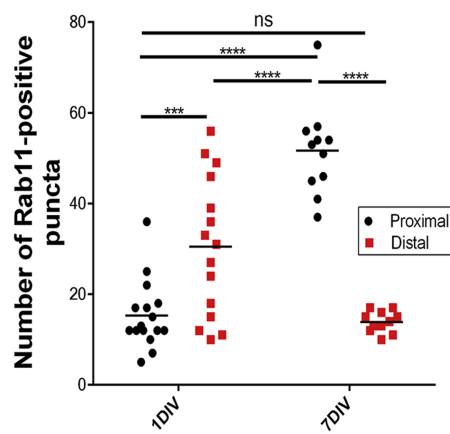 ns
****
**** ****
***
Number of Rab11-positive
puncta
80
60
40
20
0
Proximal
Distal
1DIV
7DIV